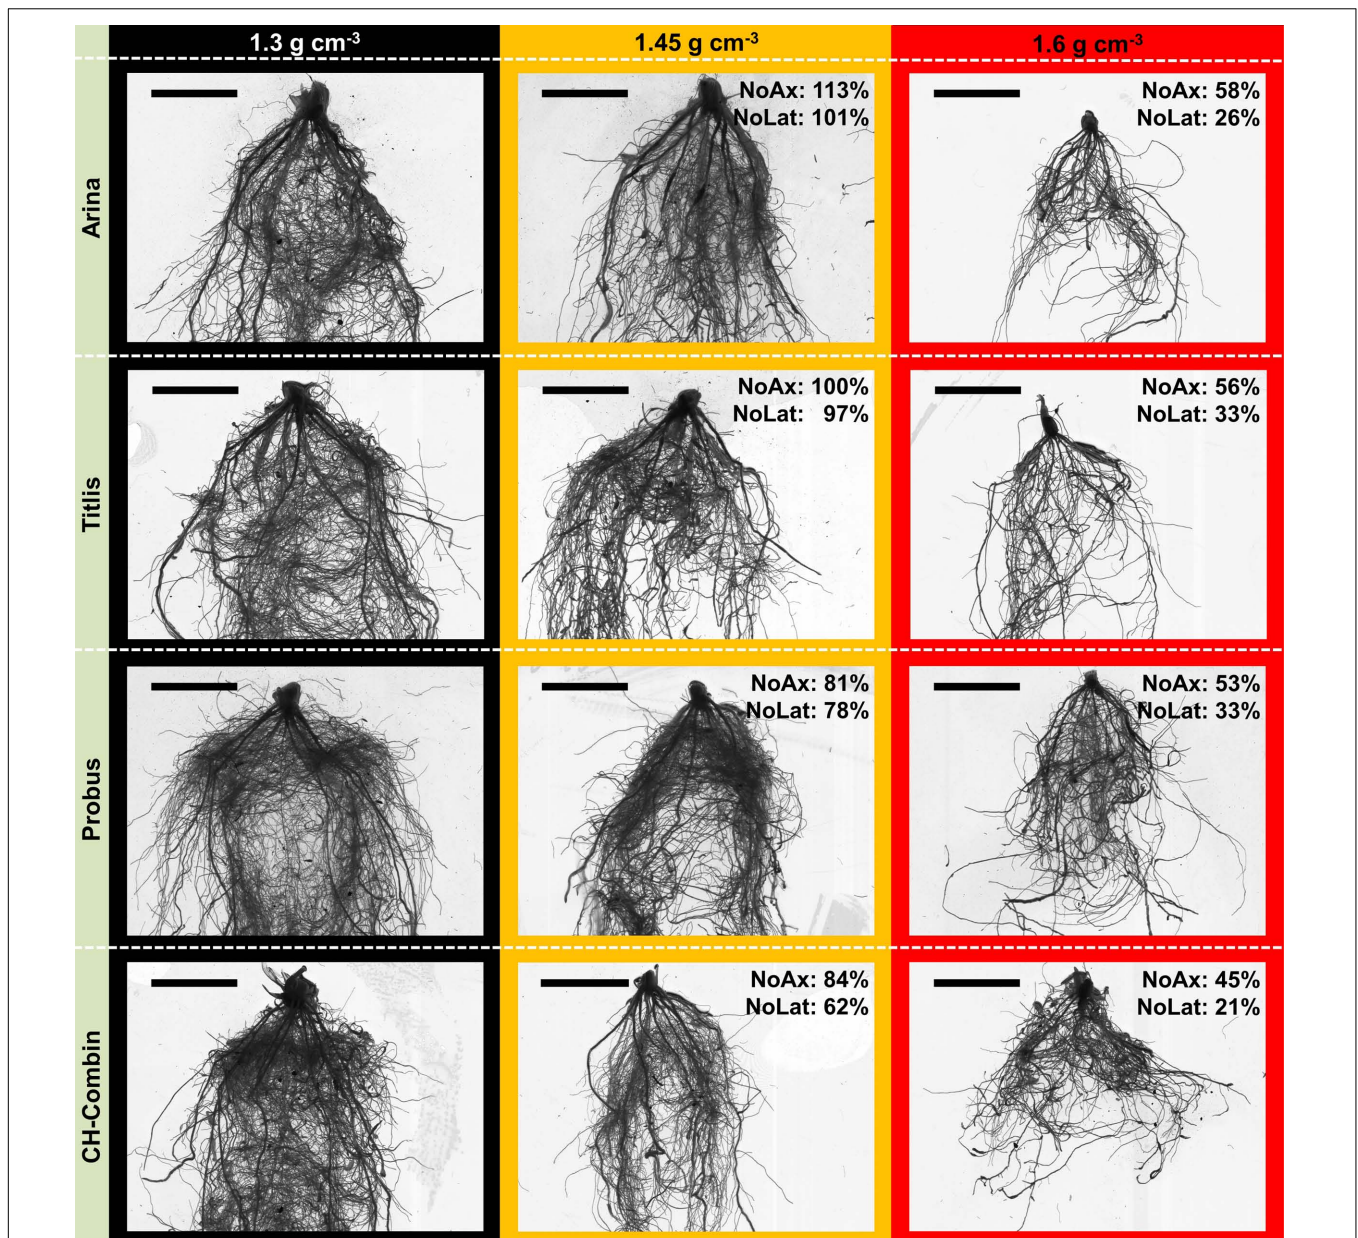 1.3 g cm-3
1.45 g cm-3
1.6 g cm-3
Arina
NoAx: 113%
NoLat: 101%
NoAx: 58%
NoLat: 26%
Titlis
NoAx: 100%
NoLat: 97%
NoAx: 56%
NoLat: 33%
Probus
NoAx: 81%
NoLat: 78%
NoAx: 53%
NoLat: 33%
CH-Combin
NoAx: 84%
NoLat: 62%
NoAx: 45%
NoLat: 21%